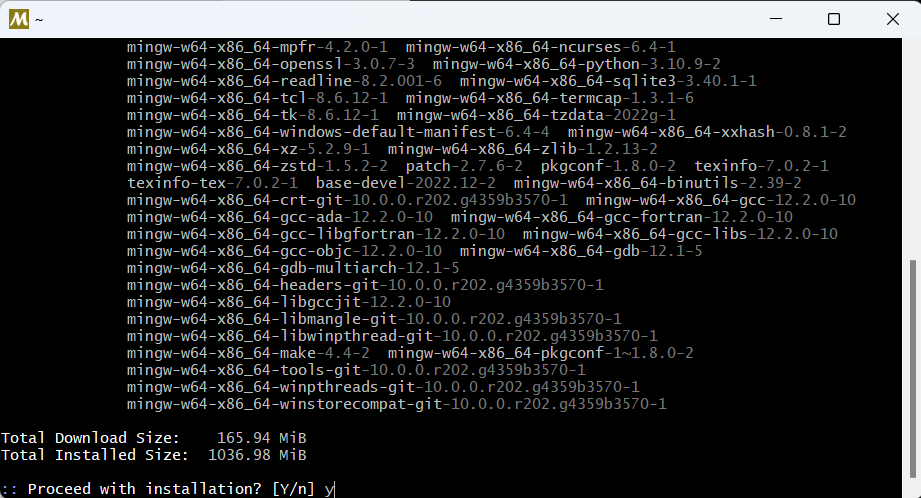 M ~
mingw-w64-x86_64-mpfr-4.2.0-1 mingw-w64-x86_64-ncurses-6.4-1
mingw-w64-x86_64-openssl-3.0.7-3 mingw-w64-x86_64-python-3.10.9-2
mingw-w64-x86_64-readline-8.2.001-6 mingw-w64-x86_64-sqlite3-3.40.1-1
mingw-w64-x86_64-tcl-8.6.12-1 mingw-w64-x86_64-termcap-1.3.1-6
mingw-w64-x86_64-tk-8.6.12-1 mingw-w64-x86_64-tzdata-2022g-1
mingw-w64-x86_64-windows-default-manifest-6.4-4 mingw-w64-x86_64-xxhash-0.8.1-2
mingw-w64-x86_64-xz-5.2.9-1 mingw-w64-x86_64-zlib-1.2.13-2
mingw-w64-x86_64-zstd-1.5.2-2 patch-2.7.6-2 pkgconf-1.8.0-2 texinfo-7.0.2-1
texinfo-tex-7.0.2-1 base-devel-2022.12-2 mingw-w64-x86_64-binutils-2.39-2
mingw-w64-x86_64-crt-git-10.0.0.r202.g4359b3570-1 mingw-w64-x86_64-gcc-12.2.0-10
mingw-w64-x86_64-gcc-ada-12.2.0-10 mingw-w64-x86_64-gcc-fortran-12.2.0-10
mingw-w64-x86_64-gcc-libgfortran-12.2.0-10 mingw-w64-x86_64-gcc-libs-12.2.0-10
mingw-w64-x86_64-gcc-objc-12.2.0-10 mingw-w64-x86_64-gdb-12.1-5
mingw-w64-x86_64-gdb-multiarch-12.1-5
mingw-w64-x86_64-headers-git-10.0.0.r202.g4359b3570-1
mingw-w64-x86_64-libgccjit-12.2.0-10
mingw-w64-x86_64-libmangle-git-10.0.0.r202.g4359b3570-1
mingw-w64-x86_64-libwinpthread-git-10.0.0.r202.g4359b3570-1
mingw-w64-x86_64-make-4.4-2 mingw-w64-x86_64-pkgconf-1~1.8.0-2
mingw-w64-x86_64-tools-git-10.0.0.r202.g4359b3570-1
mingw-w64-x86_64-winpthreads-git-10.0.0.r202.g4359b3570-1
mingw-w64-x86_64-winstorecompat-git-10.0.0.r202.g4359b3570-1
Total Download Size: 165.94 MiB
Total Installed Size: 1036.98 MiB
:: Proceed with installation? [Y/n] y